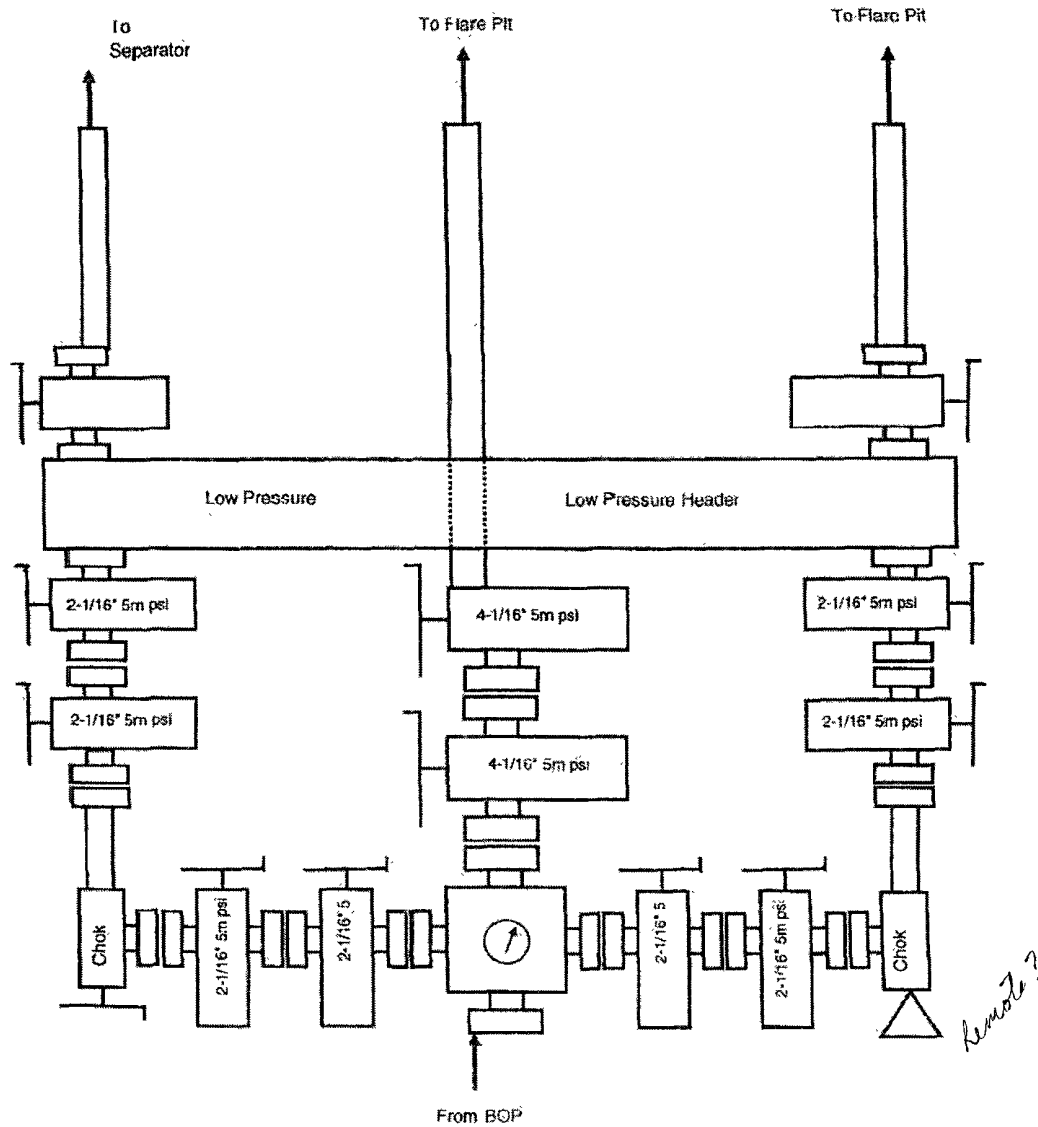 To
Separator
To Flare Pit
To Flare Pit
Low Pressure
Low Pressure Header
2-1/16" 5m psi
4-1/16" 5m psi
2-1/16" 5m psi
2-1/16" 5m psi
4-1/16" 5m psi
2-1/16" 5m psi
Chok
2-1/16" 5m psi
2-1/16" 5
2-1/16" 5
2-1/16" 5m psi
Chok
Remote ?
From BOP